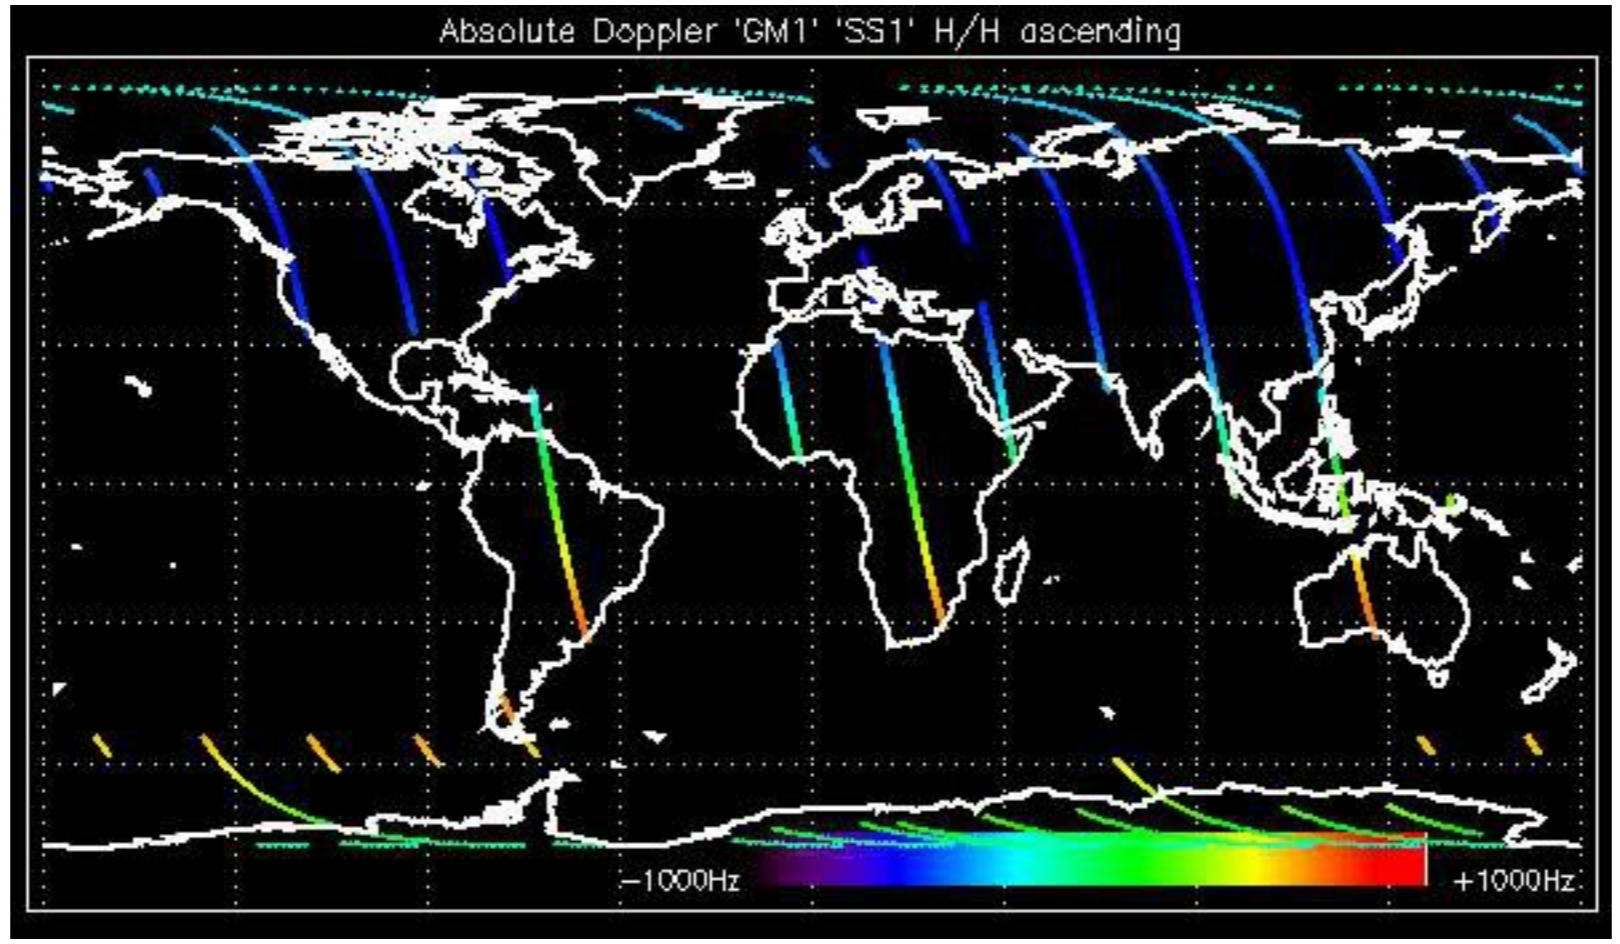 Absolute Doppler 'GM1' 'SS1' H/H ascending
−1000Hz
+1000Hz